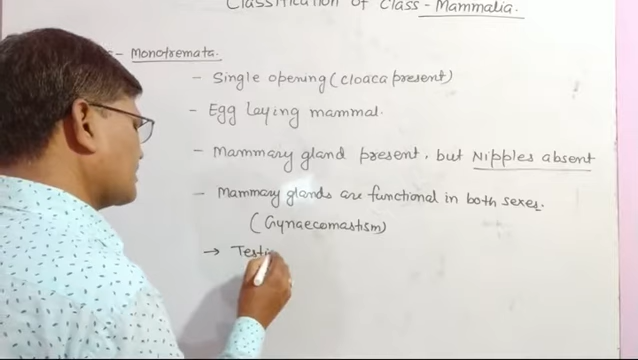 Classification of Class - Mammalia.
- Monotremata.
- Single opening (cloaca present)
- Egg laying mammal.
- Mammary gland present, but Nipples absent
- Mammary glands are functional in both sexes.
(Gynaecomastism)
→ Testi